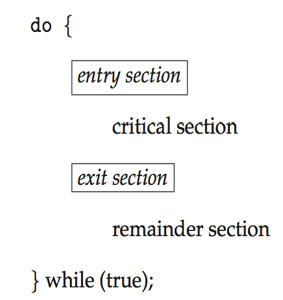 do {
entry section
critical section
exit section
remainder section
} while (true);